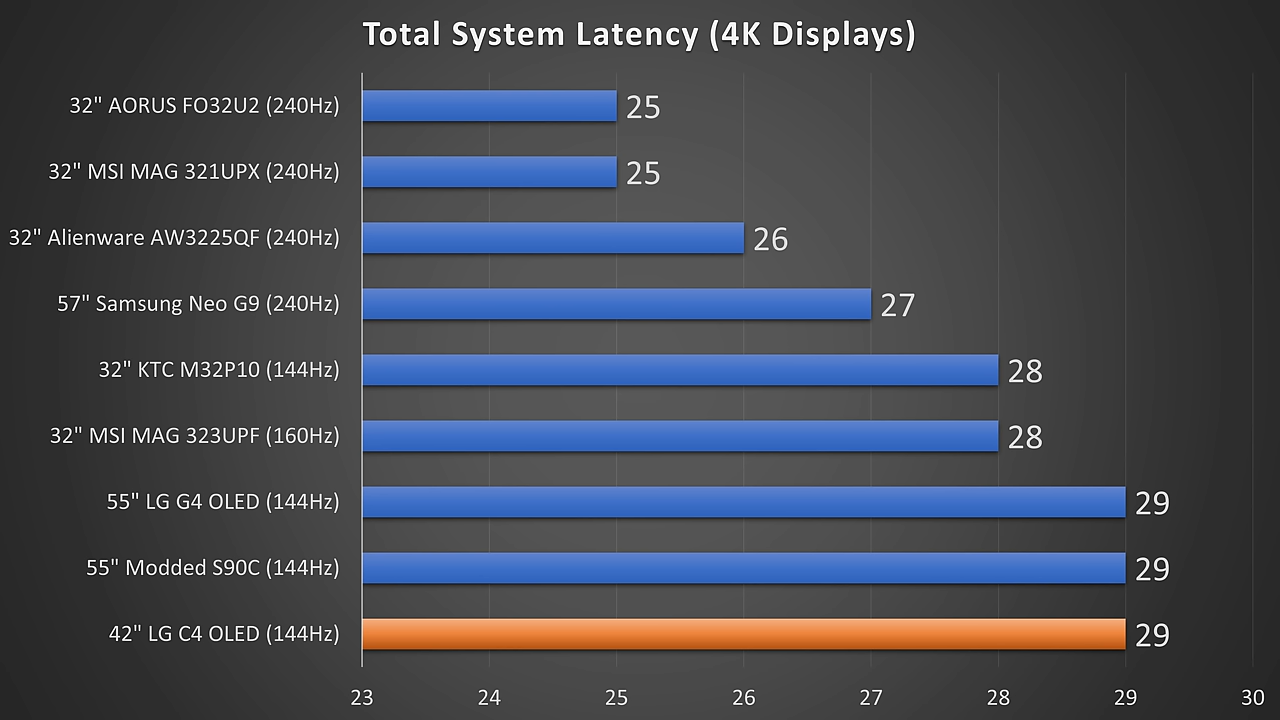 Total System Latency (4K Displays)
32" AORUS FO32U2 (240Hz) 25
32" MSI MAG 321UPX (240Hz) 25
32" Alienware AW3225QF (240Hz) 26
57" Samsung Neo G9 (240Hz) 27
32" KTC M32P10 (144Hz) 28
32" MSI MAG 323UPF (160Hz) 28
55" LG G4 OLED (144Hz) 29
55" Modded S90C (144Hz) 29
42" LG C4 OLED (144Hz) 29
23 24 25 26 27 28 29 30